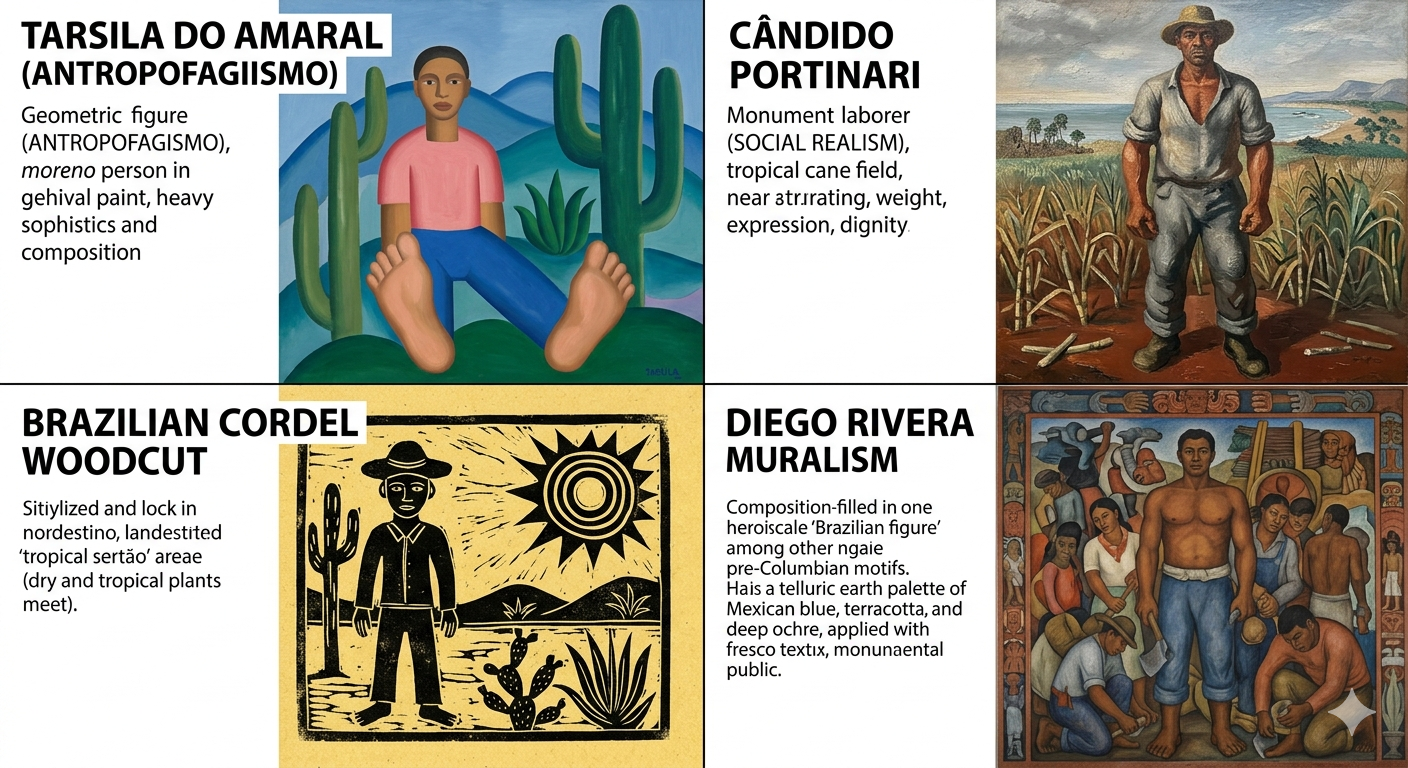 TARSILA DO AMARAL
(ANTROPOFAGIISMO)
Geometric figure
(ANTROPOFAGISMO),
moreno person in
gehival paint, heavy
sophistics and
composition
CÂNDIDO
PORTINARI
Monument laborer
(SOCIAL REALISM),
tropical cane field,
near atr.rrating, weight,
expression, dignity.
BRAZILIAN CORDEL
WOODCUT
Sitiylized and lock in
nordestino, landestited
‘tropical sertão’ areae
(dry and tropical plants
meet).
DIEGO RIVERA
MURALISM
Composition-filled in one
heroiscale ‘Brazilian figure’
among other ngaie
pre-Columbian motifs.
Hais a telluric earth palette of
Mexican blue, terracotta, and
deep ochre, applied with
fresco textıx, monunaental
public.